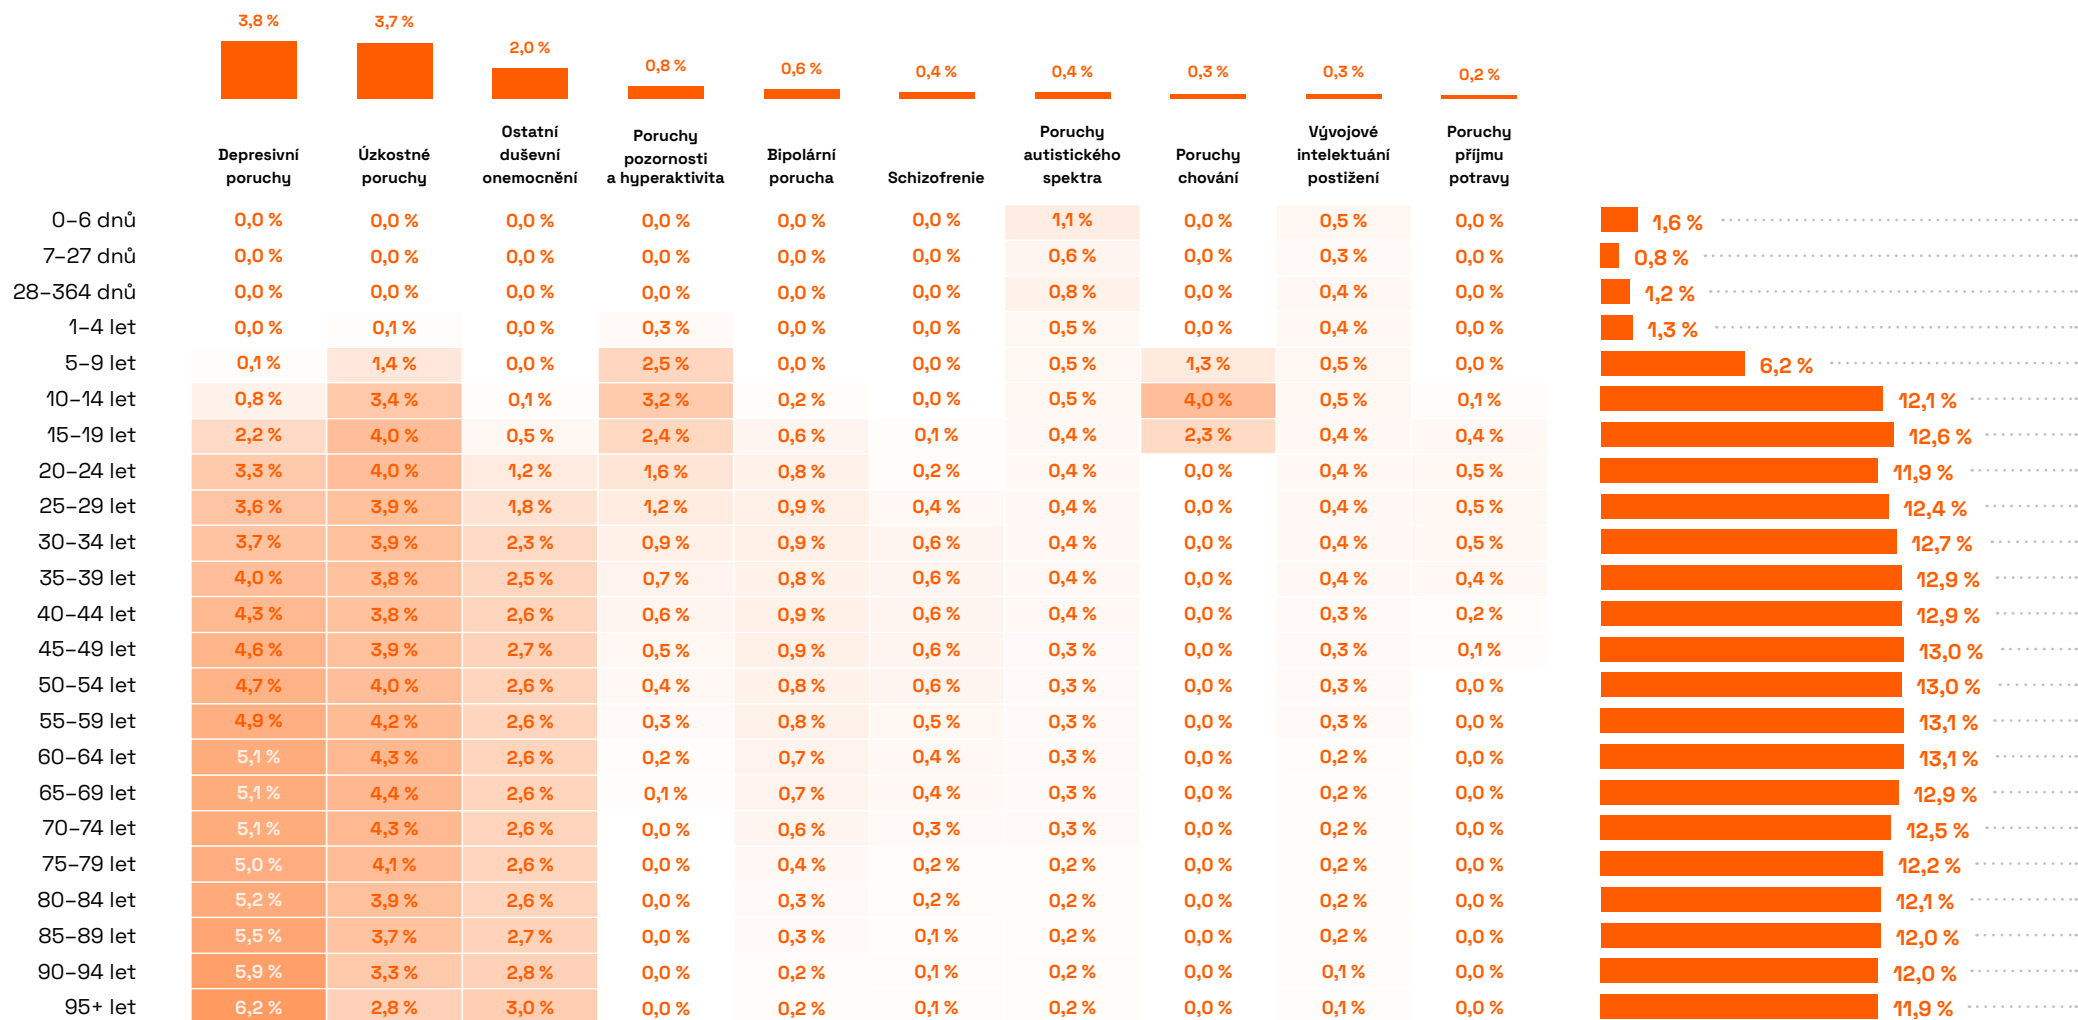 3,8 % 3,7 % 2,0 % 0,8 % 0,6 % 0,4 % 0,4 % 0,3 % 0,3 % 0,2 %
Depresivní poruchy
Úzkostné poruchy
Ostatní duševní onemocnění
Poruchy pozornosti a hyperaktivita
Bipolární porucha
Schizofrenie
Poruchy autistického spektra
Poruchy chování
Vývojové intelektuání postižení
Poruchy příjmu potravy
0–6 dnů 0,0 % 0,0 % 0,0 % 0,0 % 0,0 % 0,0 % 1,1 % 0,0 % 0,5 % 0,0 % 1,6 %
7–27 dnů 0,0 % 0,0 % 0,0 % 0,0 % 0,0 % 0,0 % 0,6 % 0,0 % 0,3 % 0,0 % 0,8 %
28–364 dnů 0,0 % 0,0 % 0,0 % 0,0 % 0,0 % 0,0 % 0,8 % 0,0 % 0,4 % 0,0 % 1,2 %
1–4 let 0,0 % 0,1 % 0,0 % 0,3 % 0,0 % 0,0 % 0,5 % 0,0 % 0,4 % 0,0 % 1,3 %
5–9 let 0,1 % 1,4 % 0,0 % 2,5 % 0,0 % 0,0 % 0,5 % 1,3 % 0,5 % 0,0 % 6,2 %
10–14 let 0,8 % 3,4 % 0,1 % 3,2 % 0,2 % 0,0 % 0,5 % 4,0 % 0,5 % 0,1 % 12,1 %
15–19 let 2,2 % 4,0 % 0,5 % 2,4 % 0,6 % 0,1 % 0,4 % 2,3 % 0,4 % 0,4 % 12,6 %
20–24 let 3,3 % 4,0 % 1,2 % 1,6 % 0,8 % 0,2 % 0,4 % 0,0 % 0,4 % 0,5 % 11,9 %
25–29 let 3,6 % 3,9 % 1,8 % 1,2 % 0,9 % 0,4 % 0,4 % 0,0 % 0,4 % 0,5 % 12,4 %
30–34 let 3,7 % 3,9 % 2,3 % 0,9 % 0,9 % 0,6 % 0,4 % 0,0 % 0,4 % 0,5 % 12,7 %
35–39 let 4,0 % 3,8 % 2,5 % 0,7 % 0,8 % 0,6 % 0,4 % 0,0 % 0,4 % 0,4 % 12,9 %
40–44 let 4,3 % 3,8 % 2,6 % 0,6 % 0,9 % 0,6 % 0,4 % 0,0 % 0,3 % 0,2 % 12,9 %
45–49 let 4,6 % 3,9 % 2,7 % 0,5 % 0,9 % 0,6 % 0,3 % 0,0 % 0,3 % 0,1 % 13,0 %
50–54 let 4,7 % 4,0 % 2,6 % 0,4 % 0,8 % 0,6 % 0,3 % 0,0 % 0,3 % 0,0 % 13,0 %
55–59 let 4,9 % 4,2 % 2,6 % 0,3 % 0,8 % 0,5 % 0,3 % 0,0 % 0,3 % 0,0 % 13,1 %
60–64 let 5,1 % 4,3 % 2,6 % 0,2 % 0,7 % 0,4 % 0,3 % 0,0 % 0,2 % 0,0 % 13,1 %
65–69 let 5,1 % 4,4 % 2,6 % 0,1 % 0,7 % 0,4 % 0,3 % 0,0 % 0,2 % 0,0 % 12,9 %
70–74 let 5,1 % 4,3 % 2,6 % 0,0 % 0,6 % 0,3 % 0,3 % 0,0 % 0,2 % 0,0 % 12,5 %
75–79 let 5,0 % 4,1 % 2,6 % 0,0 % 0,4 % 0,2 % 0,2 % 0,0 % 0,2 % 0,0 % 12,2 %
80–84 let 5,2 % 3,9 % 2,6 % 0,0 % 0,3 % 0,2 % 0,2 % 0,0 % 0,2 % 0,0 % 12,1 %
85–89 let 5,5 % 3,7 % 2,7 % 0,0 % 0,3 % 0,1 % 0,2 % 0,0 % 0,2 % 0,0 % 12,0 %
90–94 let 5,9 % 3,3 % 2,8 % 0,0 % 0,2 % 0,1 % 0,2 % 0,0 % 0,1 % 0,0 % 12,0 %
95+ let 6,2 % 2,8 % 3,0 % 0,0 % 0,2 % 0,1 % 0,2 % 0,0 % 0,1 % 0,0 % 11,9 %